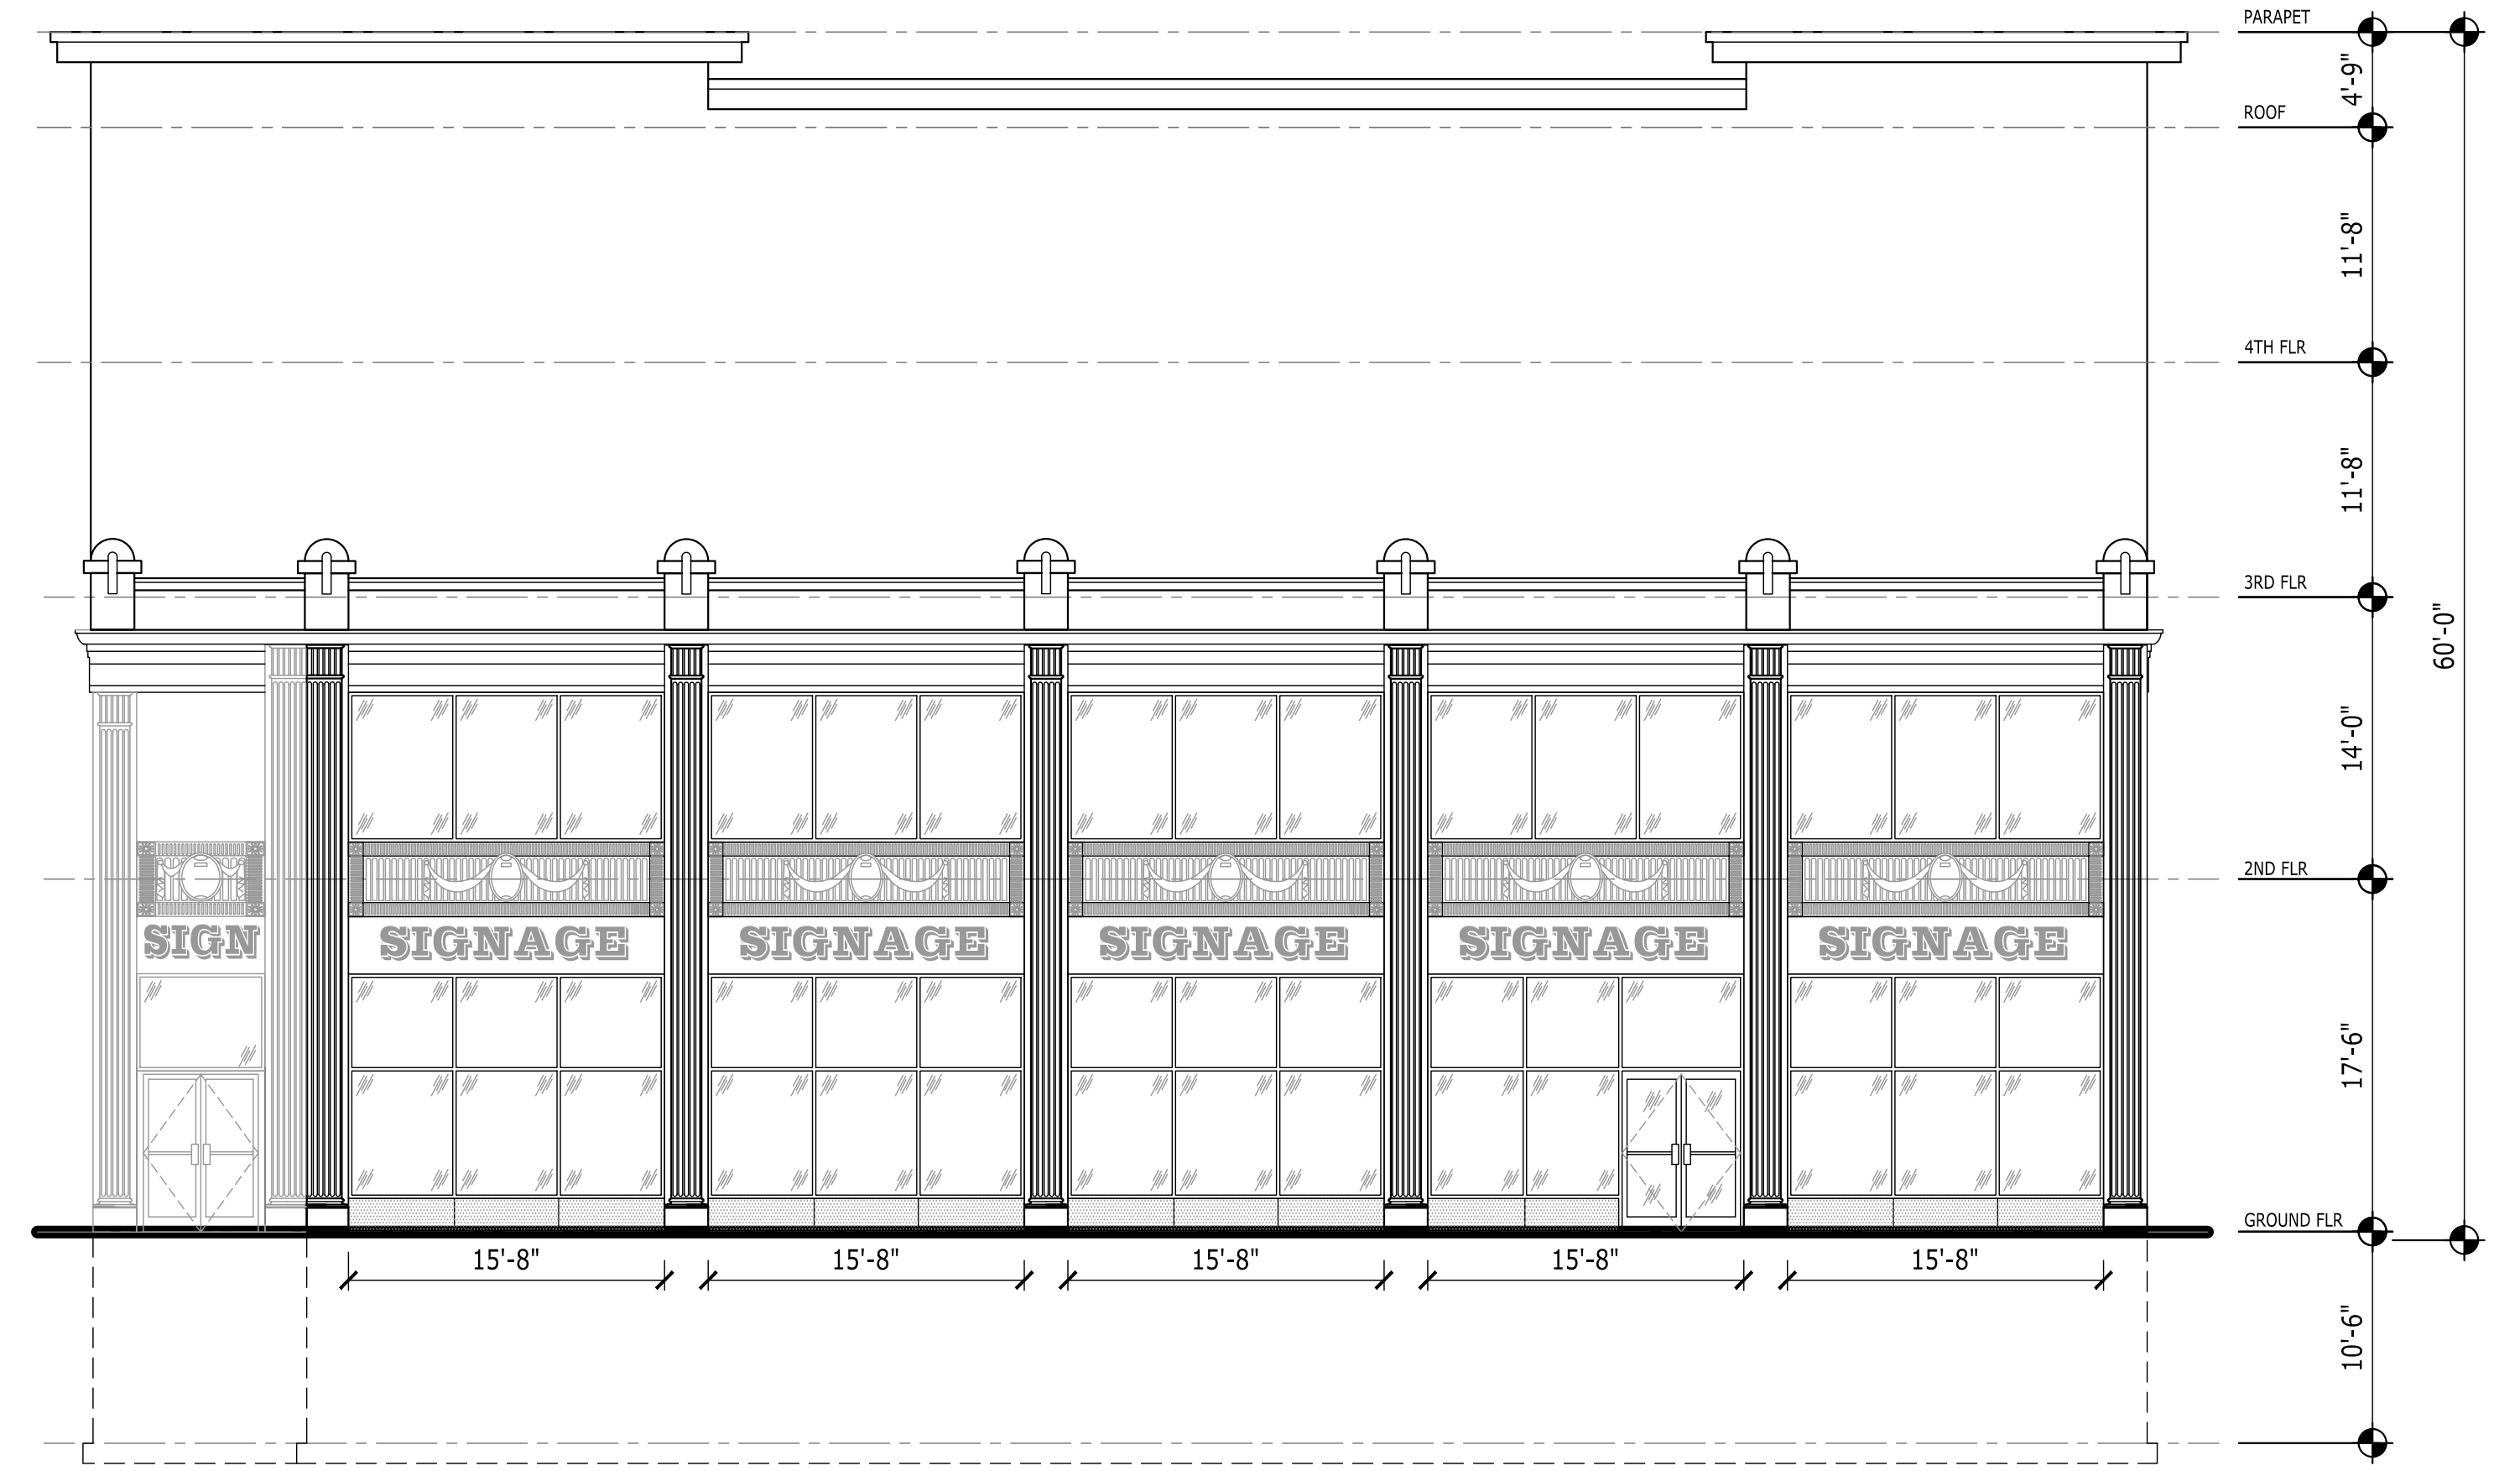 PARAPET
4'-9"
ROOF
11'-8"
4TH FLR
11'-8"
3RD FLR
60'-0"
14'-0"
2ND FLR
SIGN
SIGNAGE
SIGNAGE
SIGNAGE
SIGNAGE
SIGNAGE
17'-6"
GROUND FLR
15'-8"
15'-8"
15'-8"
15'-8"
15'-8"
10'-6"